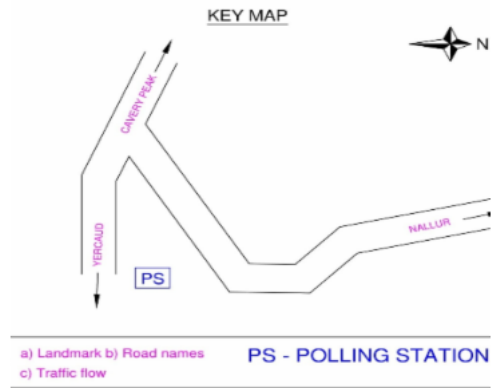 KEY MAP
N
CAVERY PEAK
NALLUR
YERCAUD
PS
a) Landmark b) Road names
c) Traffic flow
PS - POLLING STATION